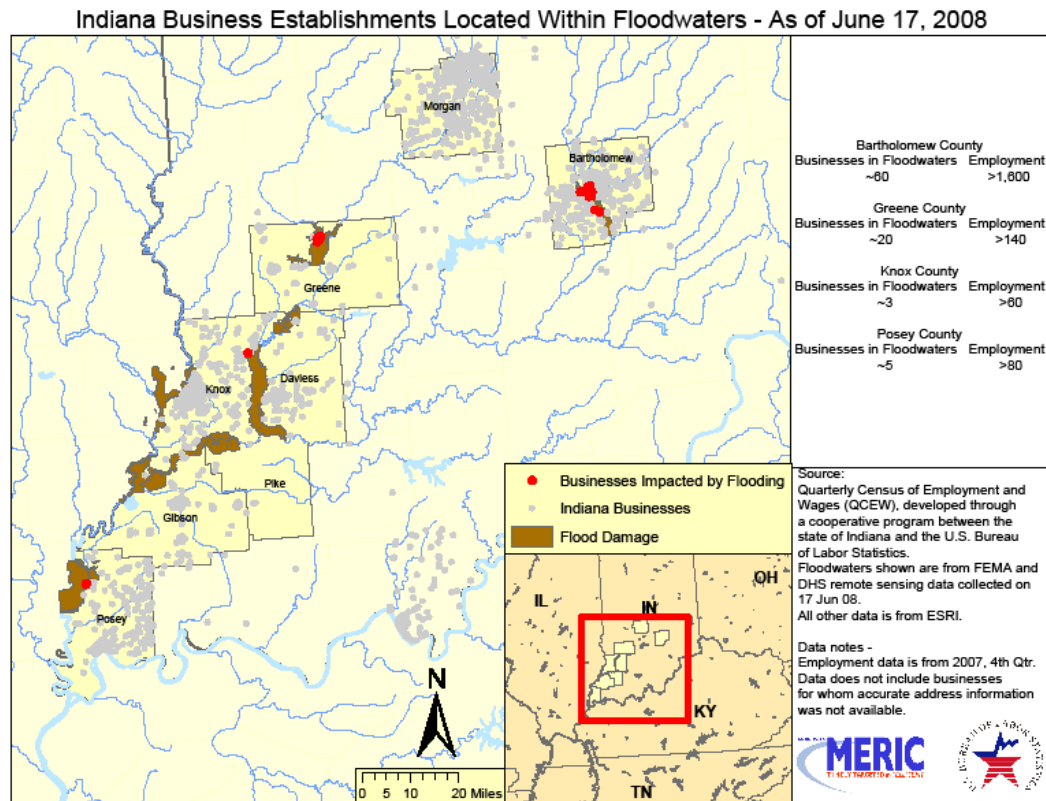 Indiana Business Establishments Located Within Floodwaters - As of June 17, 2008
Morgan
Bartholomew
Greene
Knox
Daviess
Pike
Gibson
Posey
Bartholomew County
Businesses in Floodwaters Employment
~60 >1,600
Greene County
Businesses in Floodwaters Employment
~20 >140
Knox County
Businesses in Floodwaters Employment
~3 >60
Posey County
Businesses in Floodwaters Employment
~5 >80
Businesses Impacted by Flooding
Indiana Businesses
Flood Damage
IL
IN
OH
KY
TN
N
0 5 10 20 Miles
Source:
Quarterly Census of Employment and
Wages (QCEW), developed through
a cooperative program between the
state of Indiana and the U.S. Bureau
of Labor Statistics.
Floodwaters shown are from FEMA and
DHS remote sensing data collected on
17 Jun 08.
All other data is from ESRI.
Data notes -
Employment data is from 2007, 4th Qtr.
Data does not include businesses
for whom accurate address information
was not available.
MERIC
U.S. BUREAU OF LABOR STATISTICS